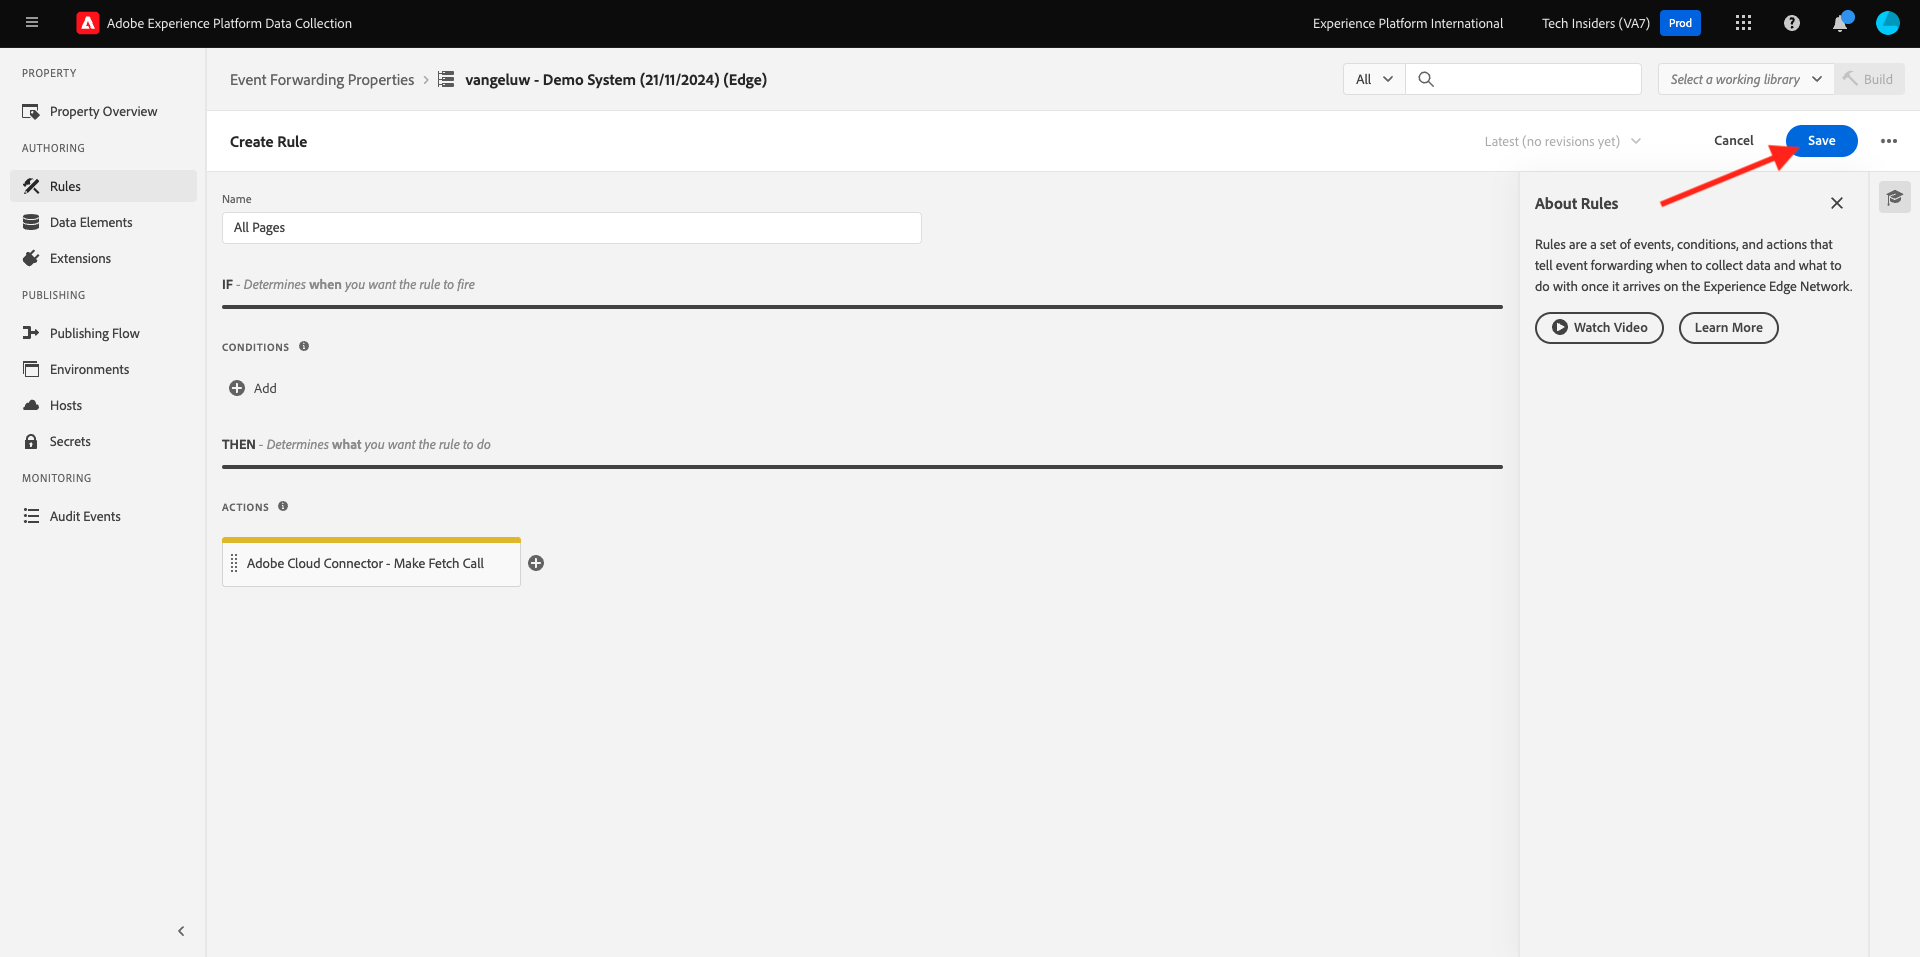 Adobe Experience Platform Data Collection
Experience Platform International
Tech Insiders (VA7)
Prod
PROPERTY
Property Overview
AUTHORING
Rules
Data Elements
Extensions
PUBLISHING
Publishing Flow
Environments
Hosts
Secrets
MONITORING
Audit Events
Event Forwarding Properties
vangeluw - Demo System (21/11/2024) (Edge)
All
Select a working library
Build
Create Rule
Latest (no revisions yet)
Cancel
Save
Name
All Pages
IF - Determines when you want the rule to fire
CONDITIONS
Add
THEN - Determines what you want the rule to do
ACTIONS
Adobe Cloud Connector - Make Fetch Call
About Rules
Rules are a set of events, conditions, and actions that
tell event forwarding when to collect data and what to
do with once it arrives on the Experience Edge Network.
Watch Video
Learn More